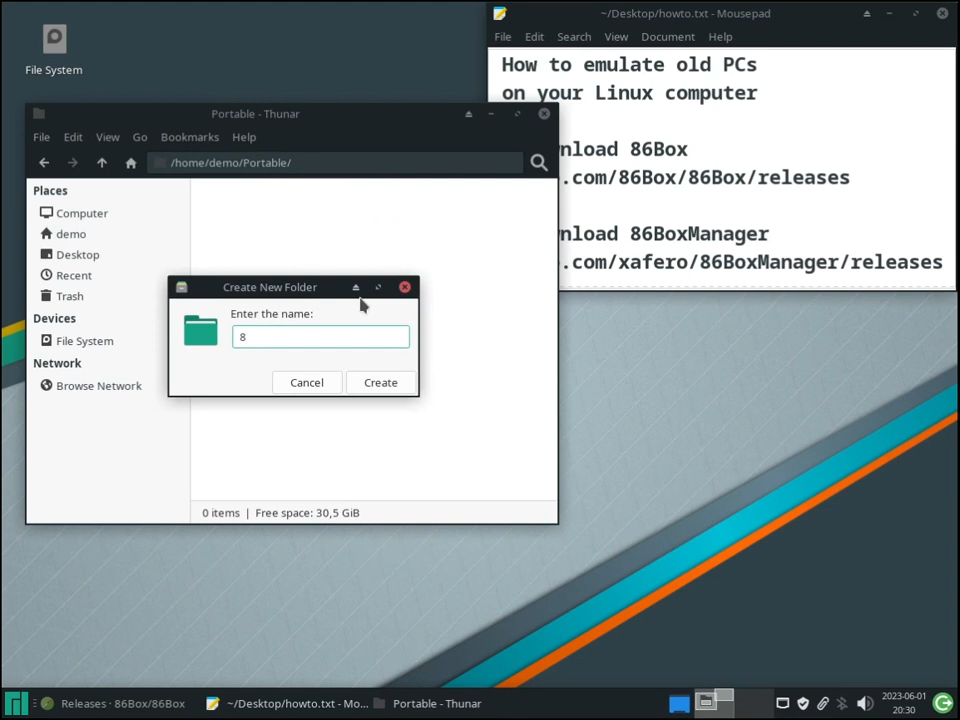 File System
~/Desktop/howto.txt - Mousepad
File Edit Search View Document Help
How to emulate old PCs
on your Linux computer
nload 86Box
.com/86Box/86Box/releases
nload 86BoxManager
.com/xafero/86BoxManager/releases
Portable - Thunar
File Edit View Go Bookmarks Help
/home/demo/Portable/
Places
Computer
demo
Desktop
Recent
Trash
Devices
File System
Network
Browse Network
0 items | Free space: 30,5 GiB
Create New Folder
Enter the name:
8
Cancel Create
Releases · 86Box/86Box
~/Desktop/howto.txt - Mo...
Portable - Thunar
2023-06-01
20:30